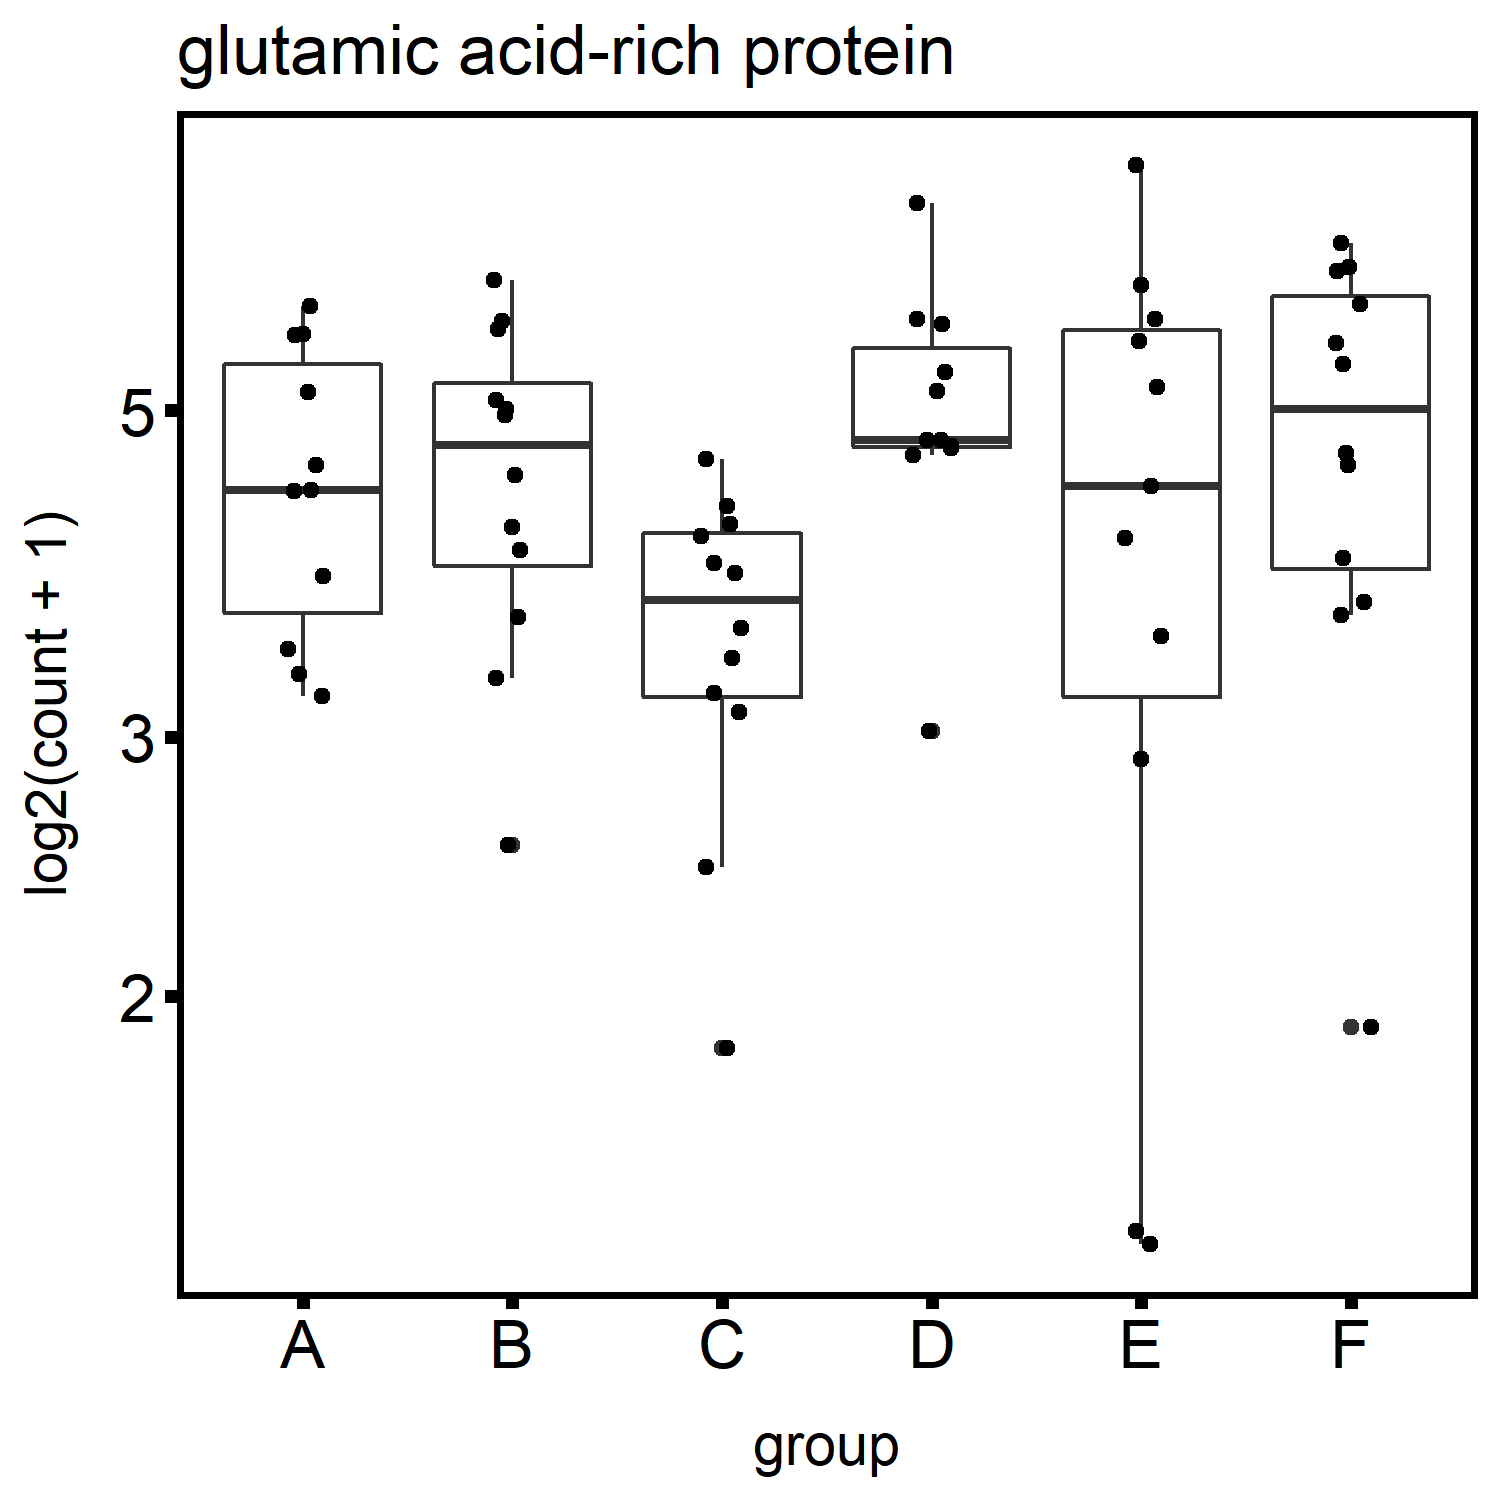 glutamic acid-rich protein
log2(count + 1)
5
3
2
A B C D E F
group